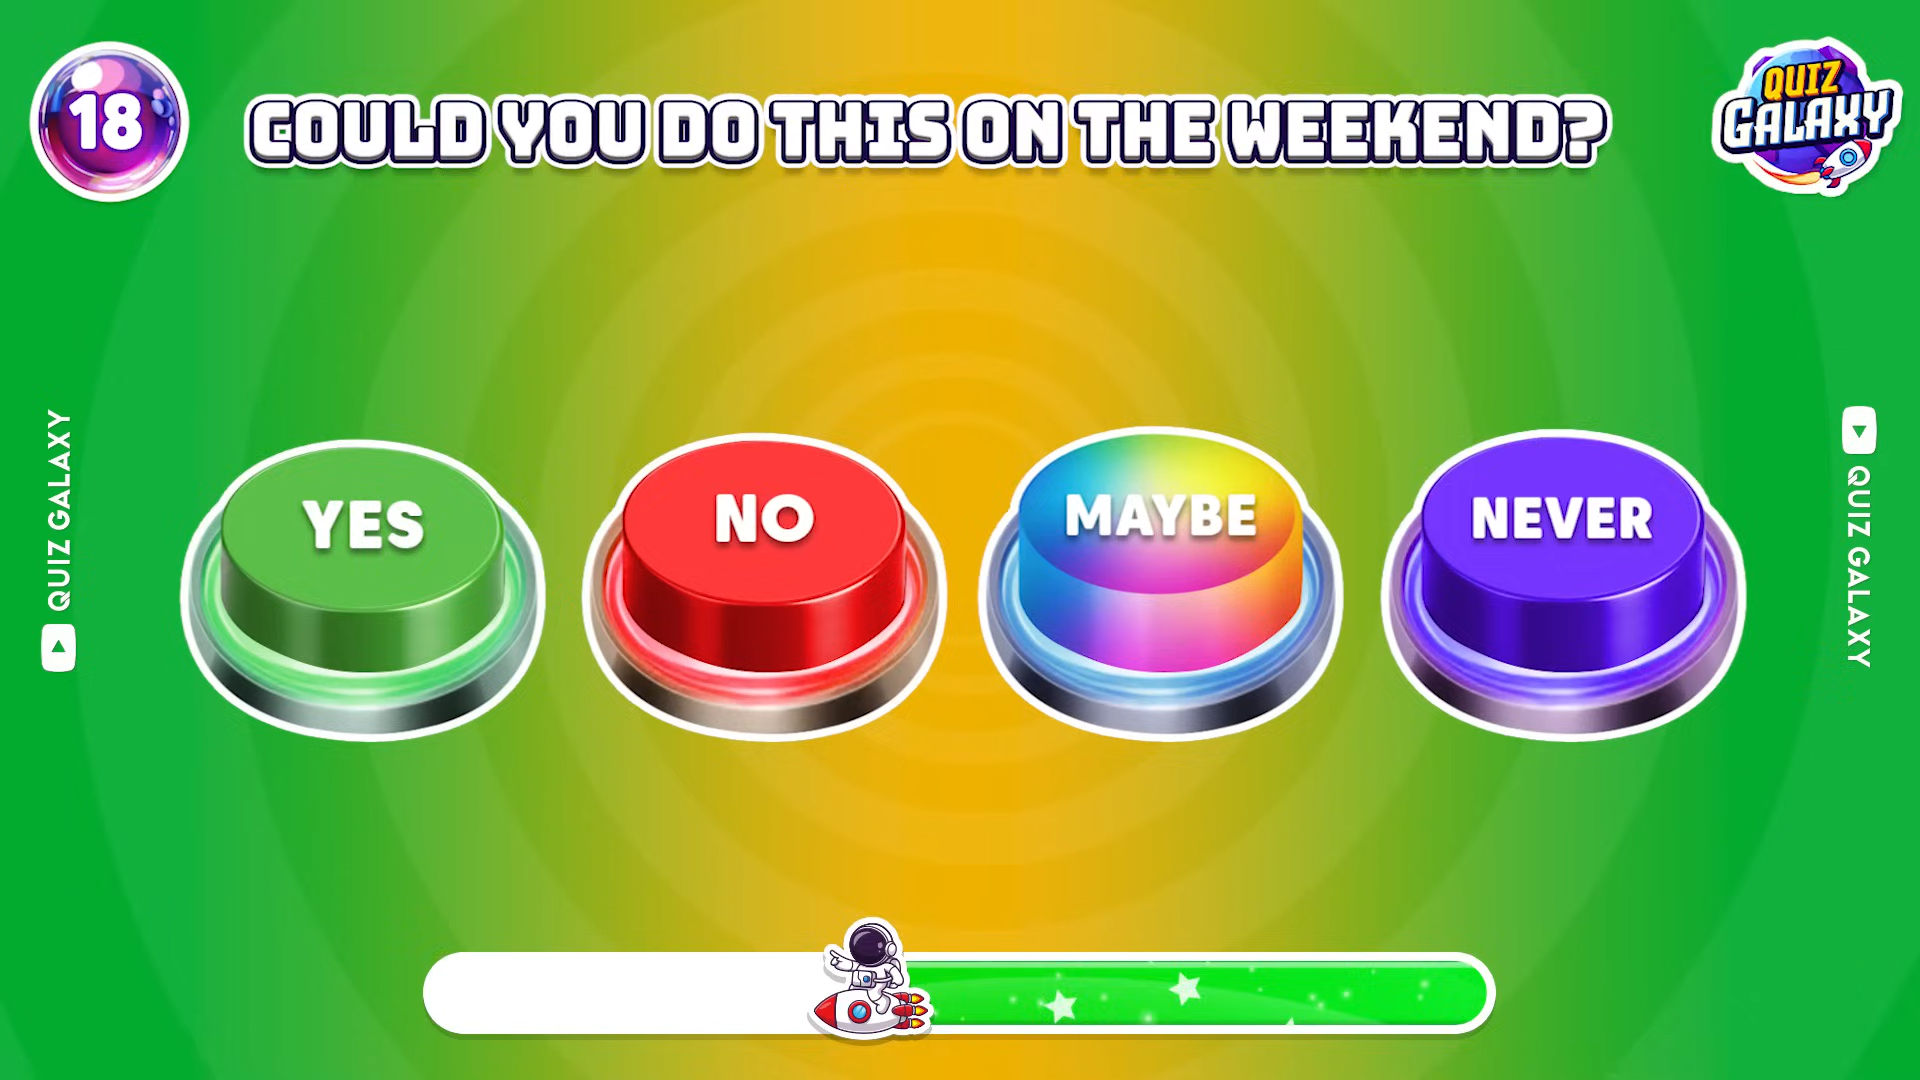 18
COULD YOU DO THIS ON THE WEEKEND?
QUIZ
GALAXY
YES
NO
MAYBE
NEVER
QUIZ GALAXY
QUIZ GALAXY